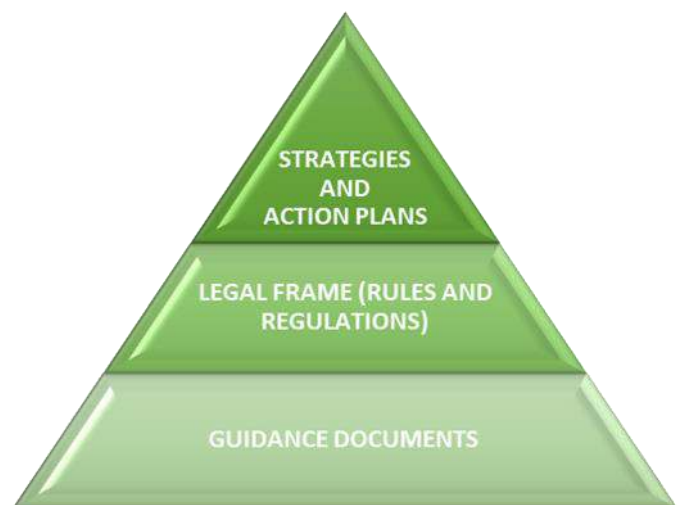 STRATEGIES
AND
ACTION PLANS
LEGAL FRAME (RULES AND
REGULATIONS)
GUIDANCE DOCUMENTS